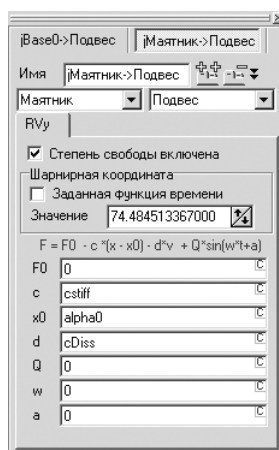 jBase0->Подвес jМаятник->Подвес
Имя jМаятник->Подвес
Маятник Подвес
RVy
Степень свободы включена
Шарнирная координата
Заданная функция времени
Значение 74.484513367000
F = F0 - c *(x - x0) - d*v + Q*sin(w*t+a)
F0 0 C
c cstiff C
x0 alpha0 C
d cDiss C
Q 0 C
w 0 C
a 0 C